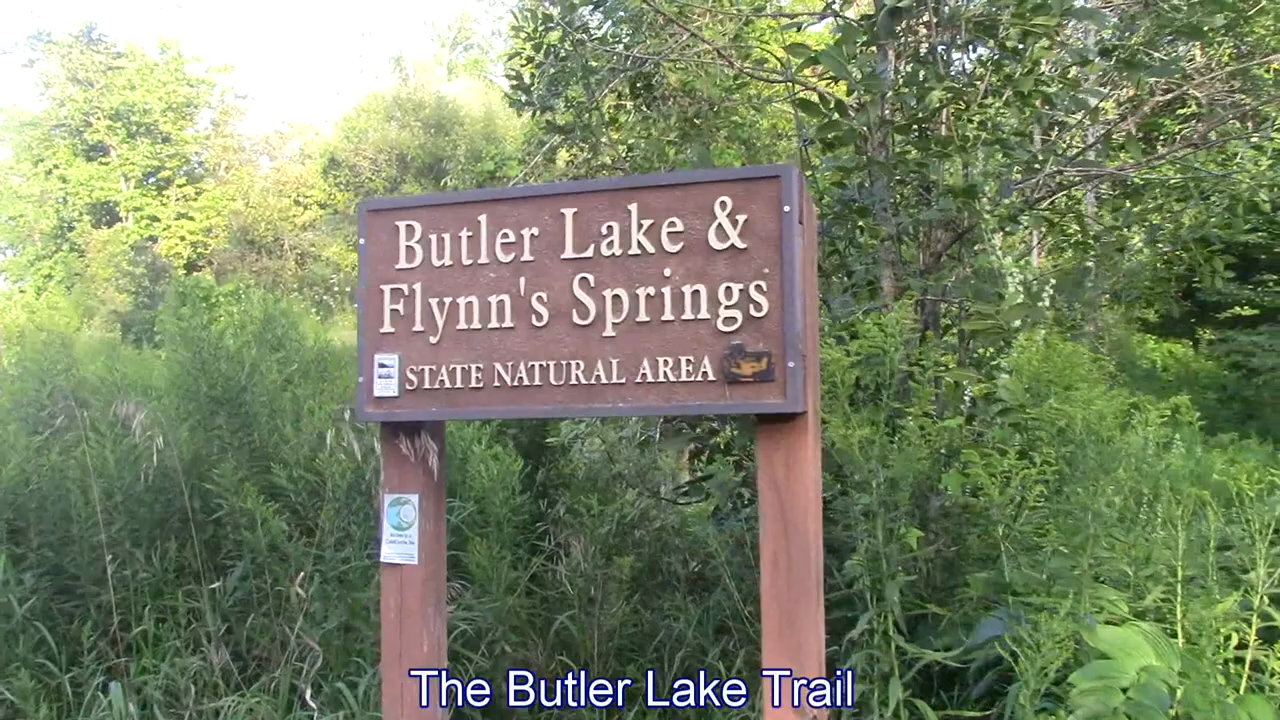 Butler Lake &
Flynn's Springs
STATE NATURAL AREA
The Butler Lake Trail